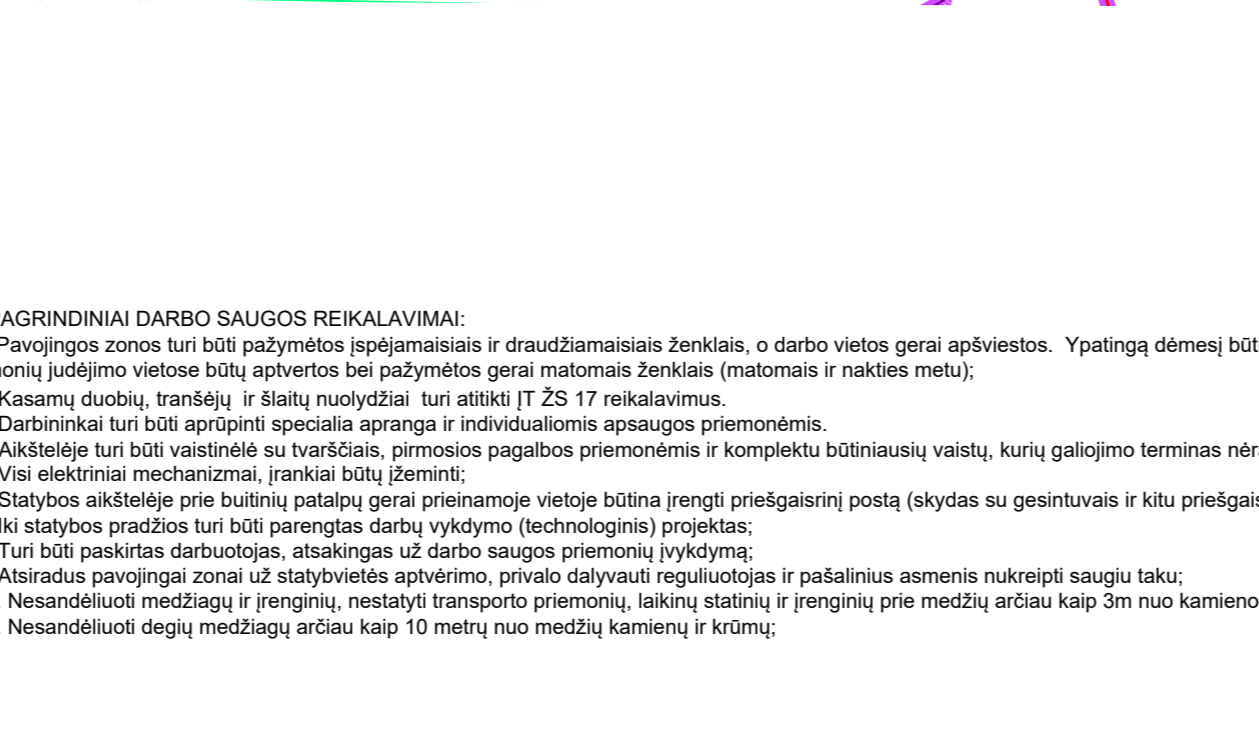 PAGRINDINIAI DARBO SAUGOS REIKALAVIMAI:
Pavojingos zonos turi būti pažymėtos įspėjamaisiais ir draudžiamaisiais ženklais, o darbo vietos gerai apšviestos. Ypatingą dėmesį
judėjimo vietose būtų aptvertos bei pažymėtos gerai matomais ženklais (matomais ir nakties metu);
Kasamų duobių, tranšėjų ir šlaitų nuolydžiai turi atitikti ĮT ŽS 17 reikalavimus.
Darbininkai turi būti aprūpinti specialia apranga ir individualiomis apsaugos priemonėmis.
Aikštelėje turi būti vaistinėlė su tvarščiais, pirmosios pagalbos priemonėmis ir komplektu būtiniausių vaistų, kurių galiojimo terminas
Visi elektriniai mechanizmai, įrankiai būtų įžeminti;
Statybos aikštelėje prie buitinių patalpų gerai prieinamoje vietoje būtina įrengti priešgaisrinį postą (skydas su gesintuvais ir kitu
Iki statybos pradžios turi būti parengtas darbų vykdymo (technologinis) projektas;
Turi būti paskirtas darbuotojas, atsakingas už darbo saugos priemonių įvykdymą;
Atsiradus pavojingai zonai už statybvietės aptvėrimo, privalo dalyvauti reguliuotojas ir pašalinius asmenis nukreipti saugiu taku;
. Nesandėliuoti medžiagų ir įrenginių, nestatyti transporto priemonių, laikinų statinių ir įrenginių prie medžių arčiau kaip 3m nuo kamieno
. Nesandėliuoti degių medžiagų arčiau kaip 10 metrų nuo medžių kamienų ir krūmų;